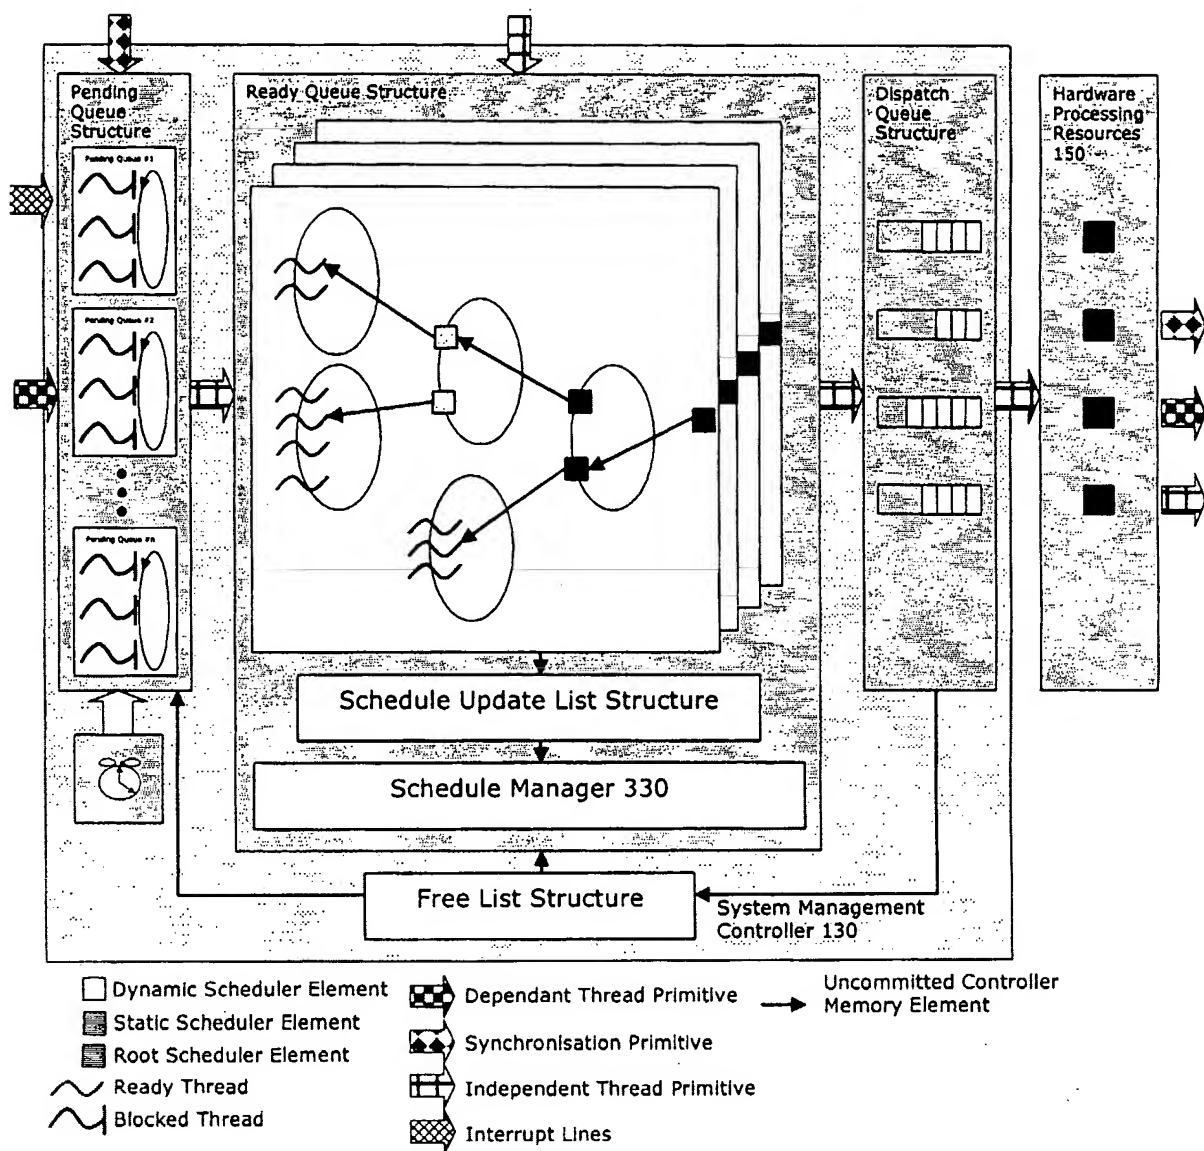 Pending
Queue
Structure
Pending Queue #1
Pending Queue #2
Pending Queue #n
Ready Queue Structure
Dispatch
Queue
Structure
Hardware
Processing
Resources
150
Schedule Update List Structure
Schedule Manager 330
Free List Structure
System Management
Controller 130
Dynamic Scheduler Element
Static Scheduler Element
Root Scheduler Element
Ready Thread
Blocked Thread
Dependant Thread Primitive
Synchronisation Primitive
Independent Thread Primitive
Interrupt Lines
Uncommitted Controller
Memory Element